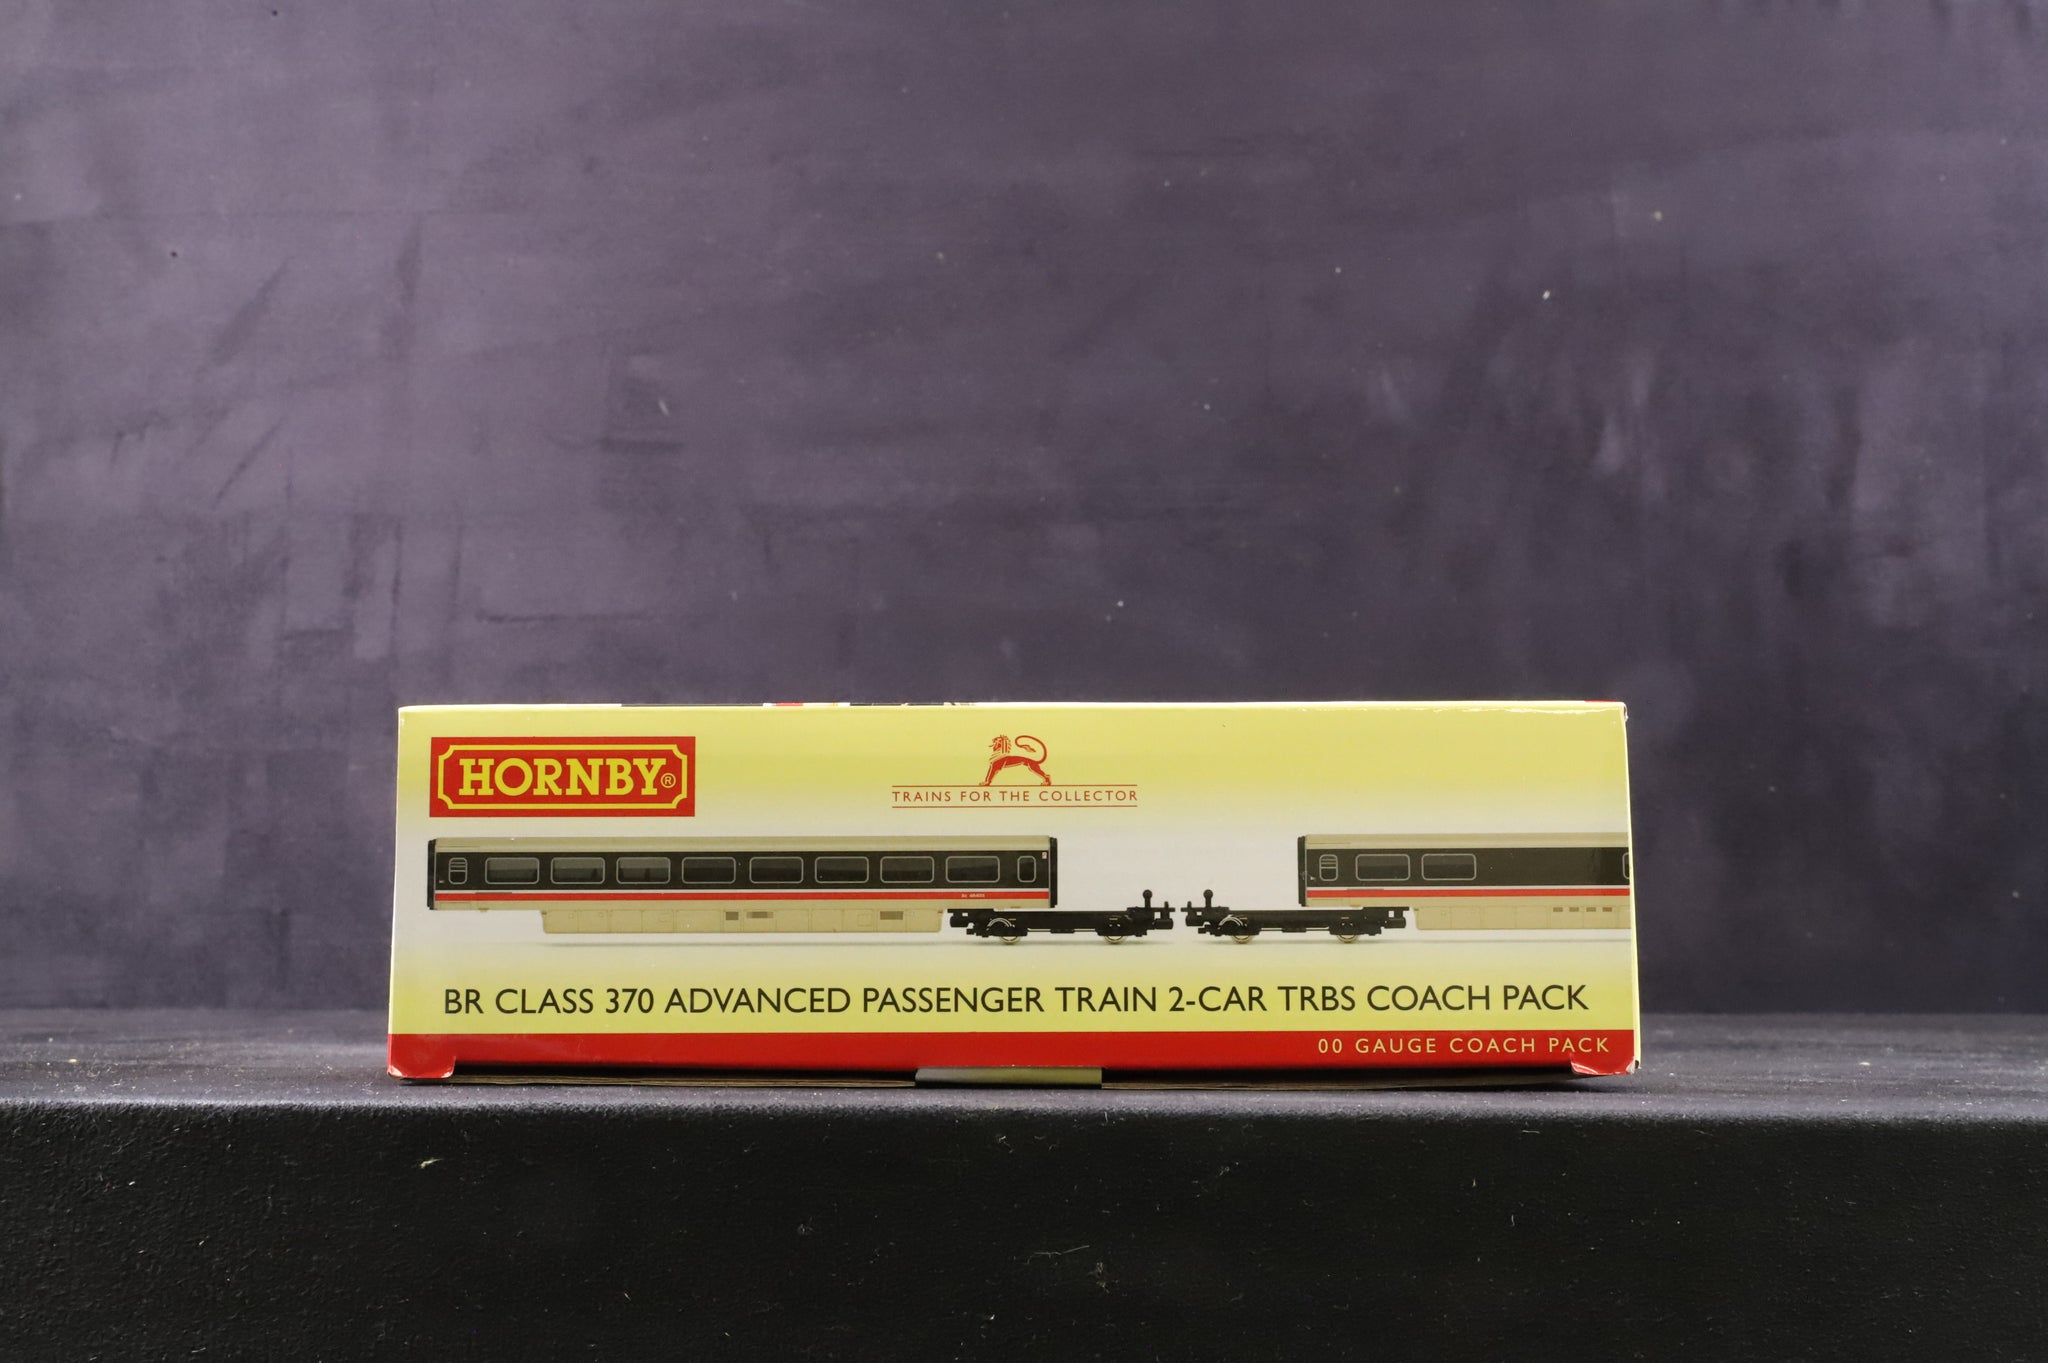 HORNBY®
TRAINS FOR THE COLLECTOR
BR CLASS 370 ADVANCED PASSENGER TRAIN 2-CAR TRBS COACH PACK
00 GAUGE COACH PACK